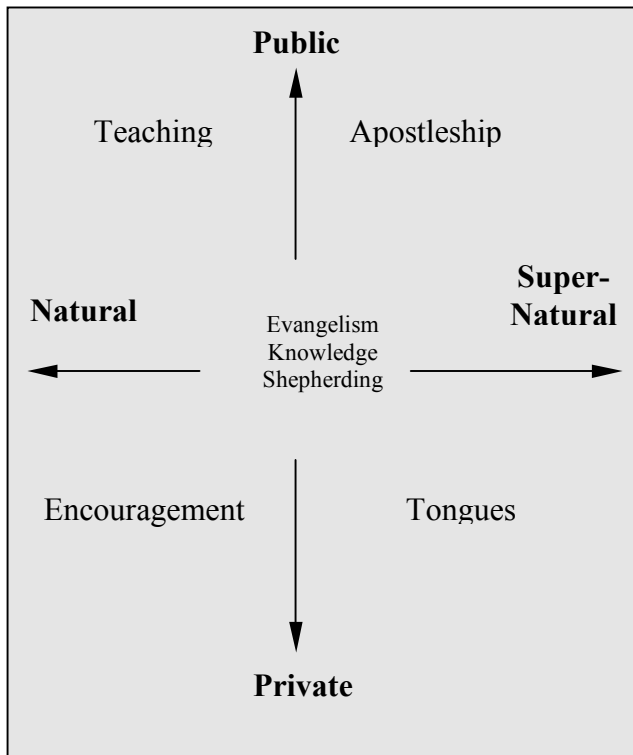 Public
Teaching
Apostleship
Super-
Natural
Natural
Evangelism
Knowledge
Shepherding
Encouragement
Tongues
Private